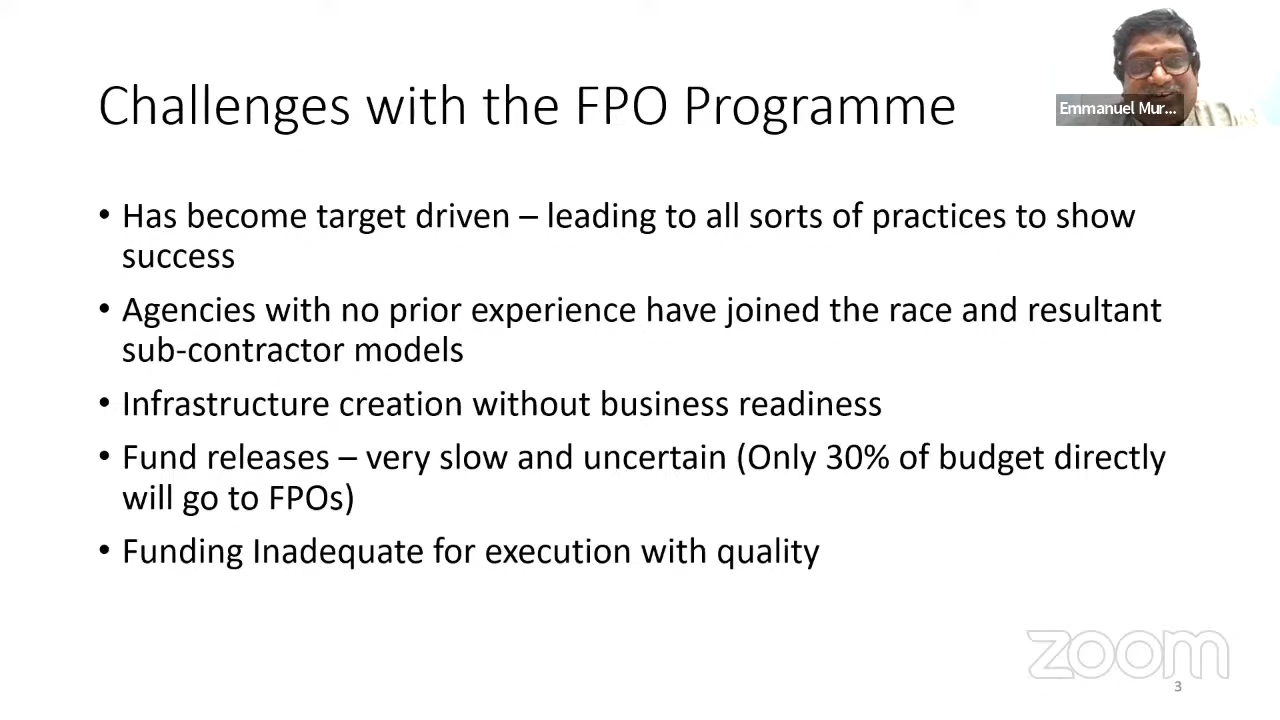 Challenges with the FPO Programme
Emmanuel Mur...
• Has become target driven – leading to all sorts of practices to show
success
• Agencies with no prior experience have joined the race and resultant
sub-contractor models
• Infrastructure creation without business readiness
• Fund releases – very slow and uncertain (Only 30% of budget directly
will go to FPOs)
• Funding Inadequate for execution with quality
zoom
3